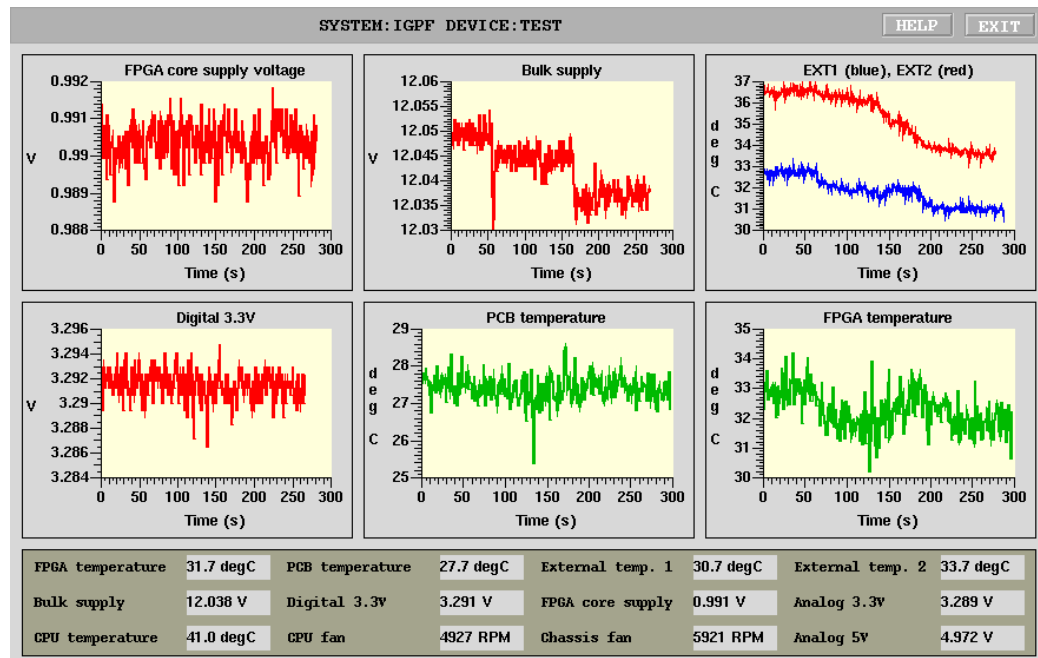 SYSTEM:IGPF DEVICE:TEST
HELP
EXIT
FPGA core supply voltage
0.992
0.991
0.99
0.989
0.988
V
0 50 100 150 200 250 300
Time (s)
Bulk supply
12.06
12.055
12.05
12.045
12.04
12.035
12.03
V
0 50 100 150 200 250 300
Time (s)
EXT1 (blue), EXT2 (red)
37
36
35
34
33
32
31
30
deg C
0 50 100 150 200 250 300
Time (s)
Digital 3.3V
3.296
3.294
3.292
3.29
3.288
3.286
3.284
V
0 50 100 150 200 250 300
Time (s)
PCB temperature
29
28
27
26
25
deg C
0 50 100 150 200 250 300
Time (s)
FPGA temperature
35
34
33
32
31
30
deg C
0 50 100 150 200 250 300
Time (s)
FPGA temperature 31.7 degC PCB temperature 27.7 degC External temp. 1 30.7 degC External temp. 2 33.7 degC
Bulk supply 12.038 V Digital 3.3V 3.291 V FPGA core supply 0.991 V Analog 3.3V 3.289 V
CPU temperature 41.0 degC CPU fan 4927 RPM Chassis fan 5921 RPM Analog 5V 4.972 V